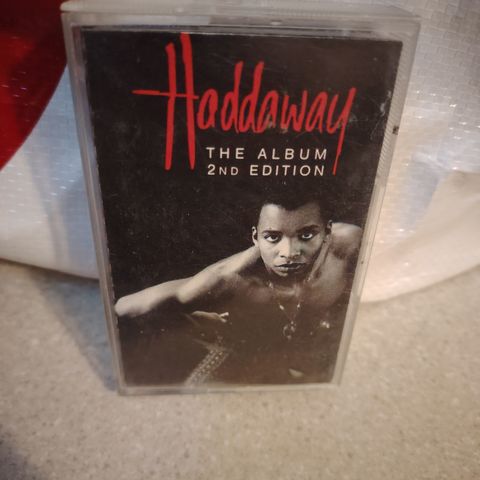 Haddaway
THE ALBUM
2ND EDITION